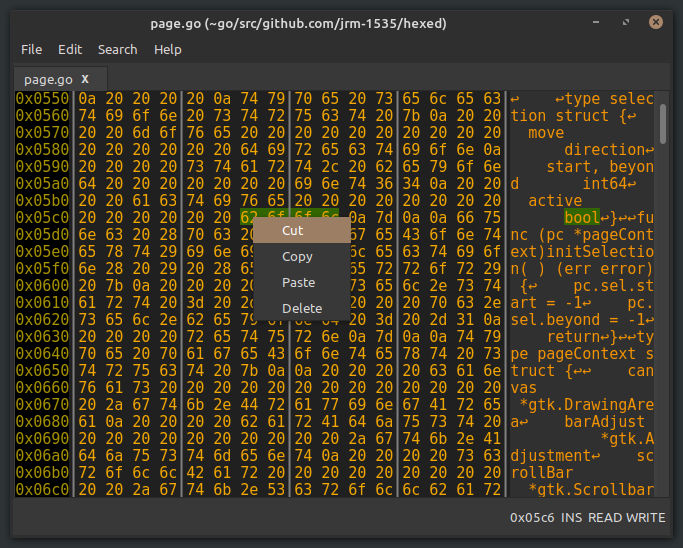 page.go (~go/src/github.com/jrm-1535/hexed)
File Edit Search Help
page.go X
0x0550 0a 20 20 20 20 0a 74 79 70 65 20 73 65 6c 65 63 ↩    ↩type selec
0x0560 74 69 6f 6e 20 73 74 72 75 63 74 20 7b 0a 20 20 tion struct {↩
0x0570 20 20 6d 6f 76 65 20 20 20 20 20 20 20 20 20 20 move
0x0580 20 20 20 20 20 20 64 69 72 65 63 74 69 6f 6e 0a direction↩
0x0590 20 20 20 20 73 74 61 72 74 2c 20 62 65 79 6f 6e start, beyon
0x05a0 64 20 20 20 20 20 20 20 69 6e 74 36 34 0a 20 20 d       int64↩
0x05b0 20 20 61 63 74 69 76 65 20 20 20 20 20 20 20 20 active
0x05c0 20 20 20 20 20 20 62 6f 6f 6c 0a 7d 0a 0a 66 75 bool↩}↩↩fu
0x05d0 6e 63 20 28 70 63 20 67 65 43 6f 6e 74 nc (pc *pageCont
0x05e0 65 78 74 29 69 6e 69 6c 65 63 74 69 6f ext)initSelectio
0x05f0 6e 28 20 29 20 28 65 65 72 72 6f 72 29 n( ) (err error)
0x0600 20 7b 0a 20 20 20 20 73 65 6c 2e 73 74 {↩    pc.sel.st
0x0610 61 72 74 20 3d 20 2d 20 20 20 70 63 2e art = -1↩    pc.
0x0620 73 65 6c 2e 62 65 79 6f 6e 64 20 3d 20 2d 31 0a sel.beyond = -1↩
0x0630 20 20 20 20 72 65 74 75 72 6e 0a 7d 0a 0a 74 79 return↩}↩↩ty
0x0640 70 65 20 70 61 67 65 43 6f 6e 74 65 78 74 20 73 pe pageContext s
0x0650 74 72 75 63 74 20 7b 0a 0a 20 20 20 20 63 61 6e truct {↩↩    can
0x0660 76 61 73 20 20 20 20 20 20 20 20 20 20 20 20 20 vas
0x0670 20 2a 67 74 6b 2e 44 72 61 77 69 6e 67 41 72 65 *gtk.DrawingAre
0x0680 61 0a 20 20 20 20 62 61 72 41 64 6a 75 73 74 20 a↩    barAdjust
0x0690 20 20 20 20 20 20 20 20 20 20 2a 67 74 6b 2e 41 *gtk.A
0x06a0 64 6a 75 73 74 6d 65 6e 74 0a 20 20 20 20 73 63 djustment↩    sc
0x06b0 72 6f 6c 6c 42 61 72 20 20 20 20 20 20 20 20 20 rollBar
0x06c0 20 20 2a 67 74 6b 2e 53 63 72 6f 6c 6c 62 61 72 *gtk.Scrollbar
Cut
Copy
Paste
Delete
0x05c6 INS READ WRITE